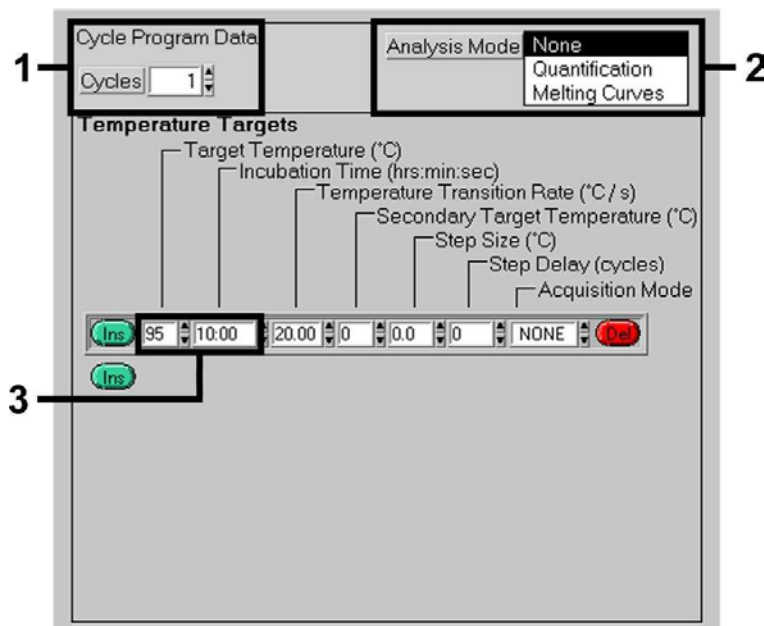 Cycle Program Data
Analysis Mode None
1
2
Cycles 1
Quantification
Melting Curves
Temperature Targets
Target Temperature (°C)
Incubation Time (hrs:min:sec)
Temperature Transition Rate (°C / s)
Secondary Target Temperature (°C)
Step Size (°C)
Step Delay (cycles)
Acquisition Mode
Ins 95 10:00 20.00 0 0.0 0 NONE Del
Ins
3